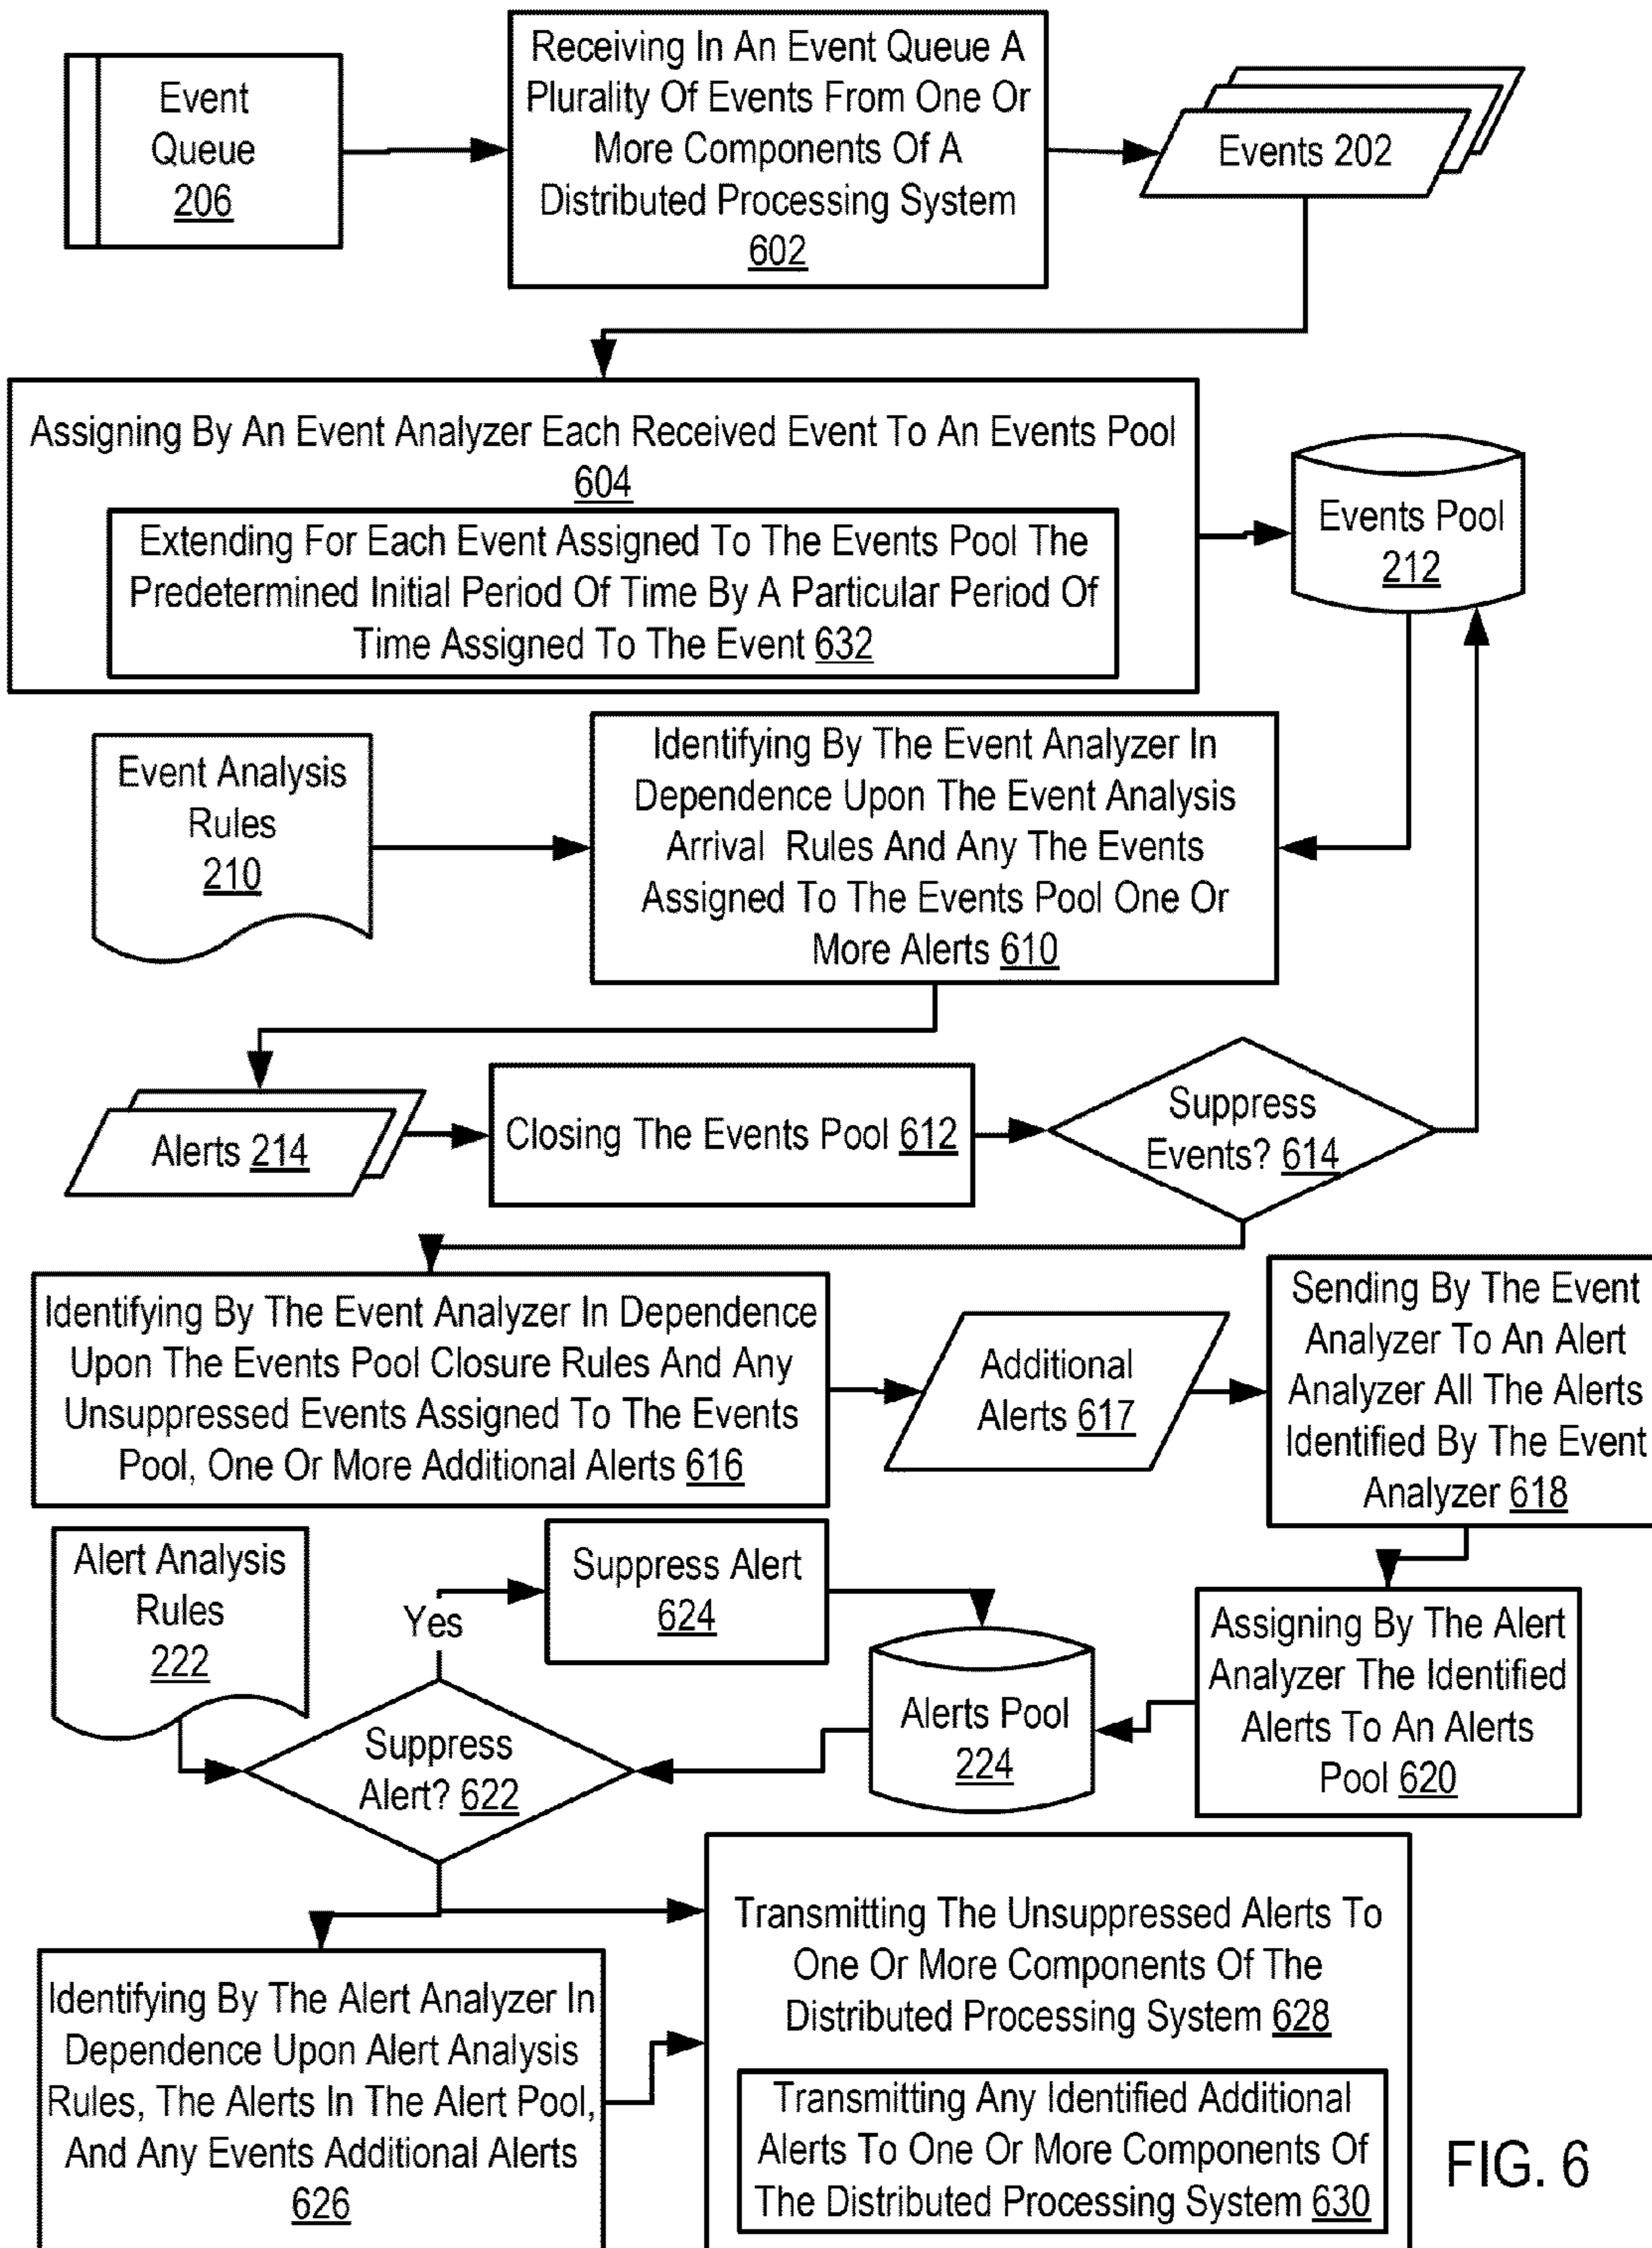 Event
Queue
206
Receiving In An Event Queue A
Plurality Of Events From One Or
More Components Of A
Distributed Processing System
602
Events 202
Assigning By An Event Analyzer Each Received Event To An Events Pool
604
Extending For Each Event Assigned To The Events Pool The
Predetermined Initial Period Of Time By A Particular Period Of
Time Assigned To The Event 632
Events Pool
212
Event Analysis
Rules
210
Identifying By The Event Analyzer In
Dependence Upon The Event Analysis
Arrival Rules And Any The Events
Assigned To The Events Pool One Or
More Alerts 610
Alerts 214
Closing The Events Pool 612
Suppress
Events? 614
Identifying By The Event Analyzer In Dependence
Upon The Events Pool Closure Rules And Any
Unsuppressed Events Assigned To The Events
Pool, One Or More Additional Alerts 616
Additional
Alerts 617
Sending By The Event
Analyzer To An Alert
Analyzer All The Alerts
Identified By The Event
Analyzer 618
Alert Analysis
Rules
222
Yes
Suppress Alert
624
Suppress
Alert? 622
Alerts Pool
224
Assigning By The Alert
Analyzer The Identified
Alerts To An Alerts
Pool 620
Identifying By The Alert Analyzer In
Dependence Upon Alert Analysis
Rules, The Alerts In The Alert Pool,
And Any Events Additional Alerts
626
Transmitting The Unsuppressed Alerts To
One Or More Components Of The
Distributed Processing System 628
Transmitting Any Identified Additional
Alerts To One Or More Components Of
The Distributed Processing System 630
FIG. 6